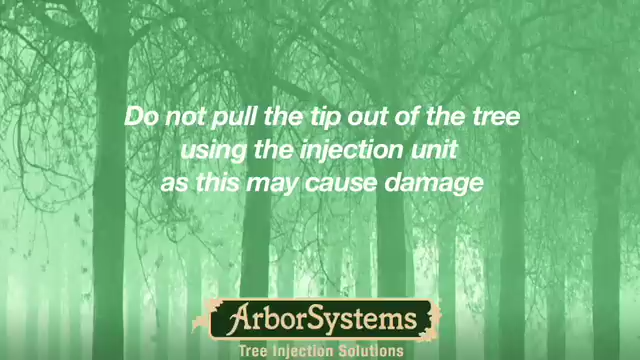 Do not pull the tip out of the tree
using the injection unit
as this may cause damage
ArborSystems
Tree Injection Solutions